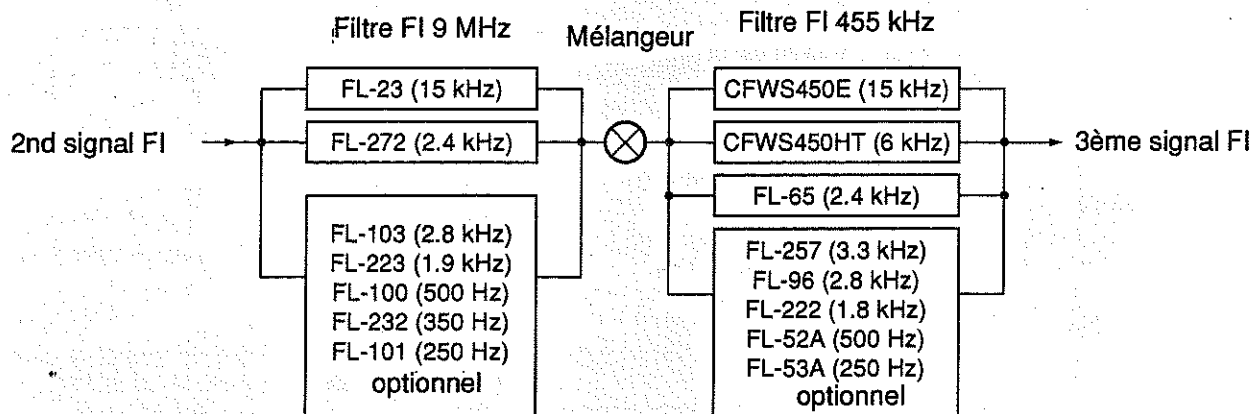 Filtre FI 9 MHz
Mélangeur
Filtre FI 455 kHz
FL-23 (15 kHz)
CFWS450E (15 kHz)
2nd signal FI
FL-272 (2.4 kHz)
CFWS450HT (6 kHz)
3ème signal FI
FL-65 (2.4 kHz)
FL-103 (2.8 kHz)
FL-223 (1.9 kHz)
FL-100 (500 Hz)
FL-232 (350 Hz)
FL-101 (250 Hz)
optionnel
FL-257 (3.3 kHz)
FL-96 (2.8 kHz)
FL-222 (1.8 kHz)
FL-52A (500 Hz)
FL-53A (250 Hz)
optionnel